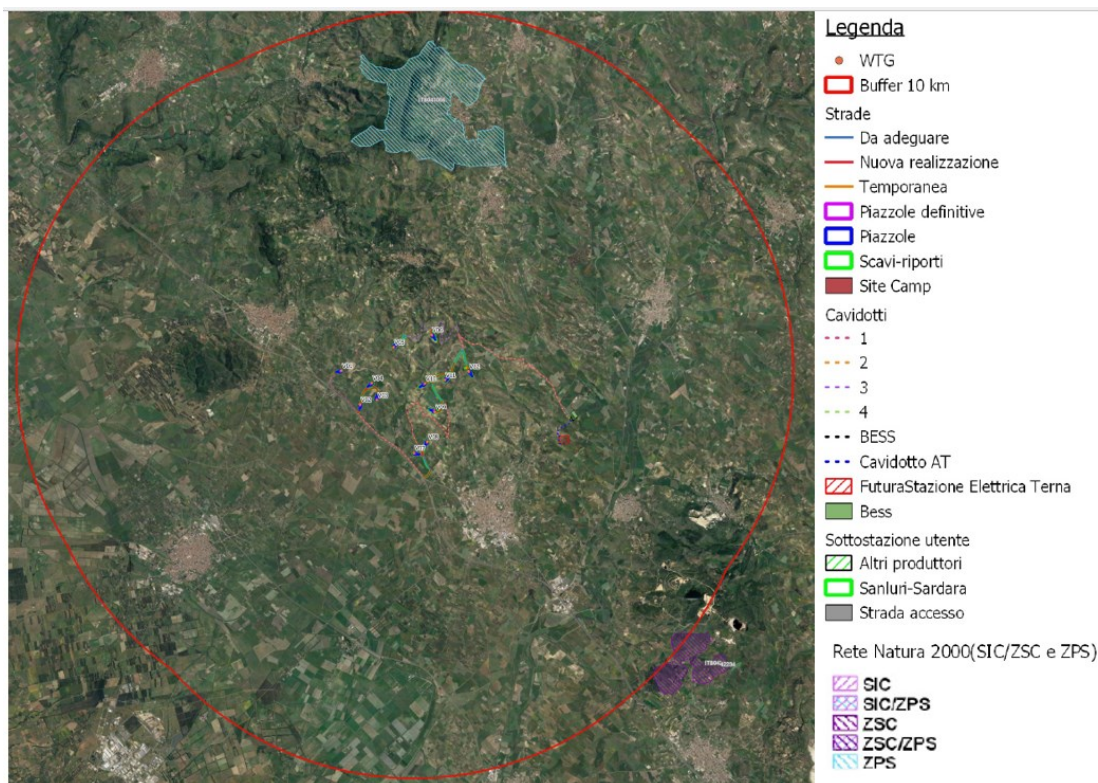 Legenda
WTG
Buffer 10 km
Strade
Da adeguare
Nuova realizzazione
Temporanea
Piazzole definitive
Piazzole
Scavi-riporti
Site Camp
Cavidotti
1
2
3
4
BESS
Cavidotto AT
FuturaStazione Elettrica Terna
Bess
Sottostazione utente
Altri produttori
Sanluri-Sardara
Strada accesso
Rete Natura 2000(SIC/ZSC e ZPS)
SIC
SIC/ZPS
ZSC
ZSC/ZPS
ZPS